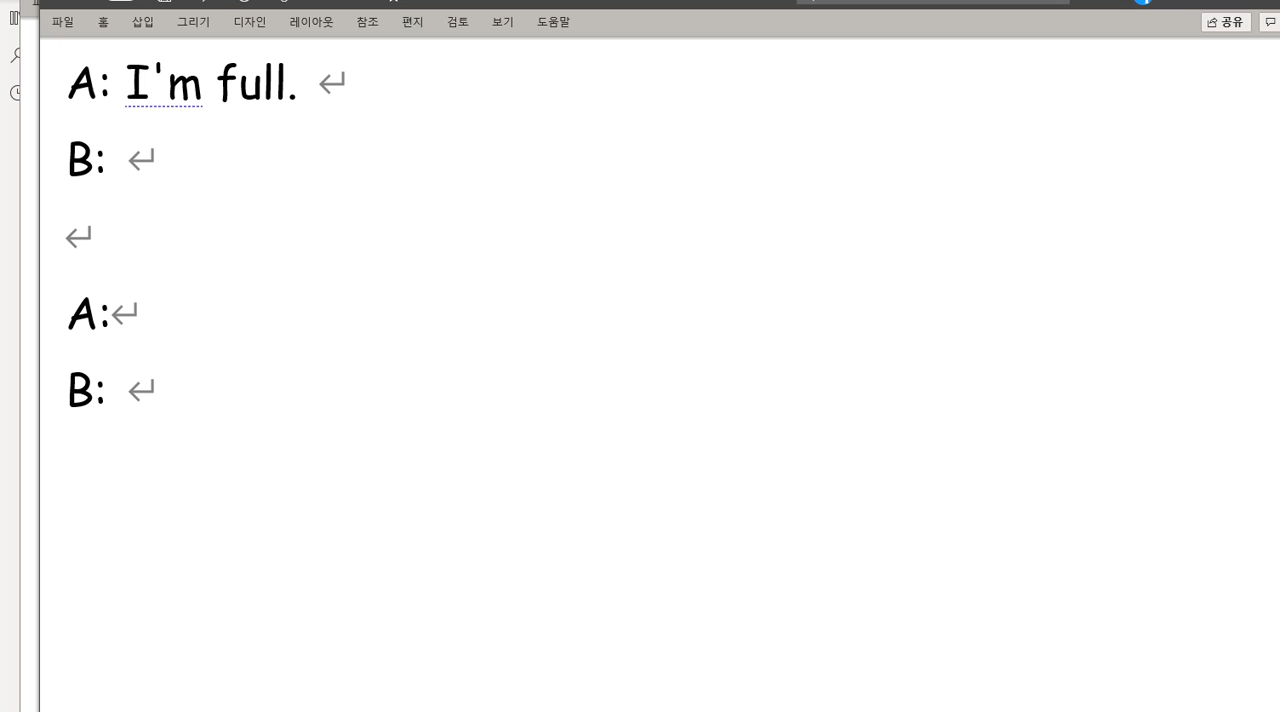 파일 홈 삽입 그리기 디자인 레이아웃 참조 편지 검토 보기 도움말 공유
A: I'm full.
B:
A:
B: